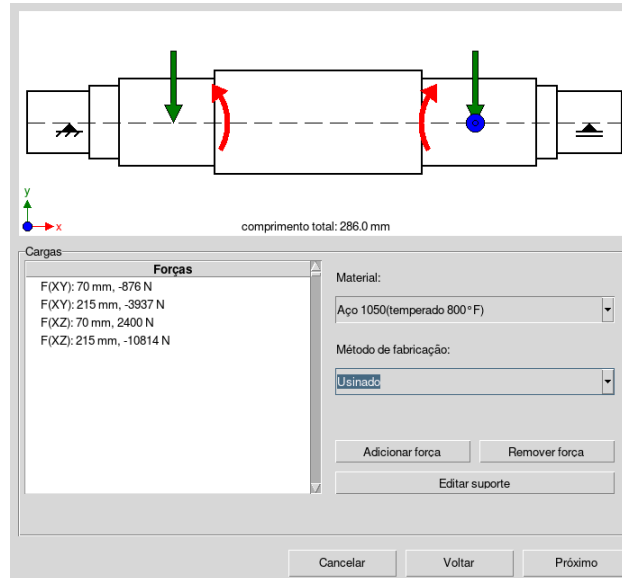 y
x
comprimento total: 286.0 mm
Cargas
Forças
F(XY): 70 mm, -876 N
F(XY): 215 mm, -3937 N
F(XZ): 70 mm, 2400 N
F(XZ): 215 mm, -10814 N
Material:
Aço 1050(temperado 800°F)
Método de fabricação:
Usinado
Adicionar força
Remover força
Editar suporte
Cancelar
Voltar
Próximo